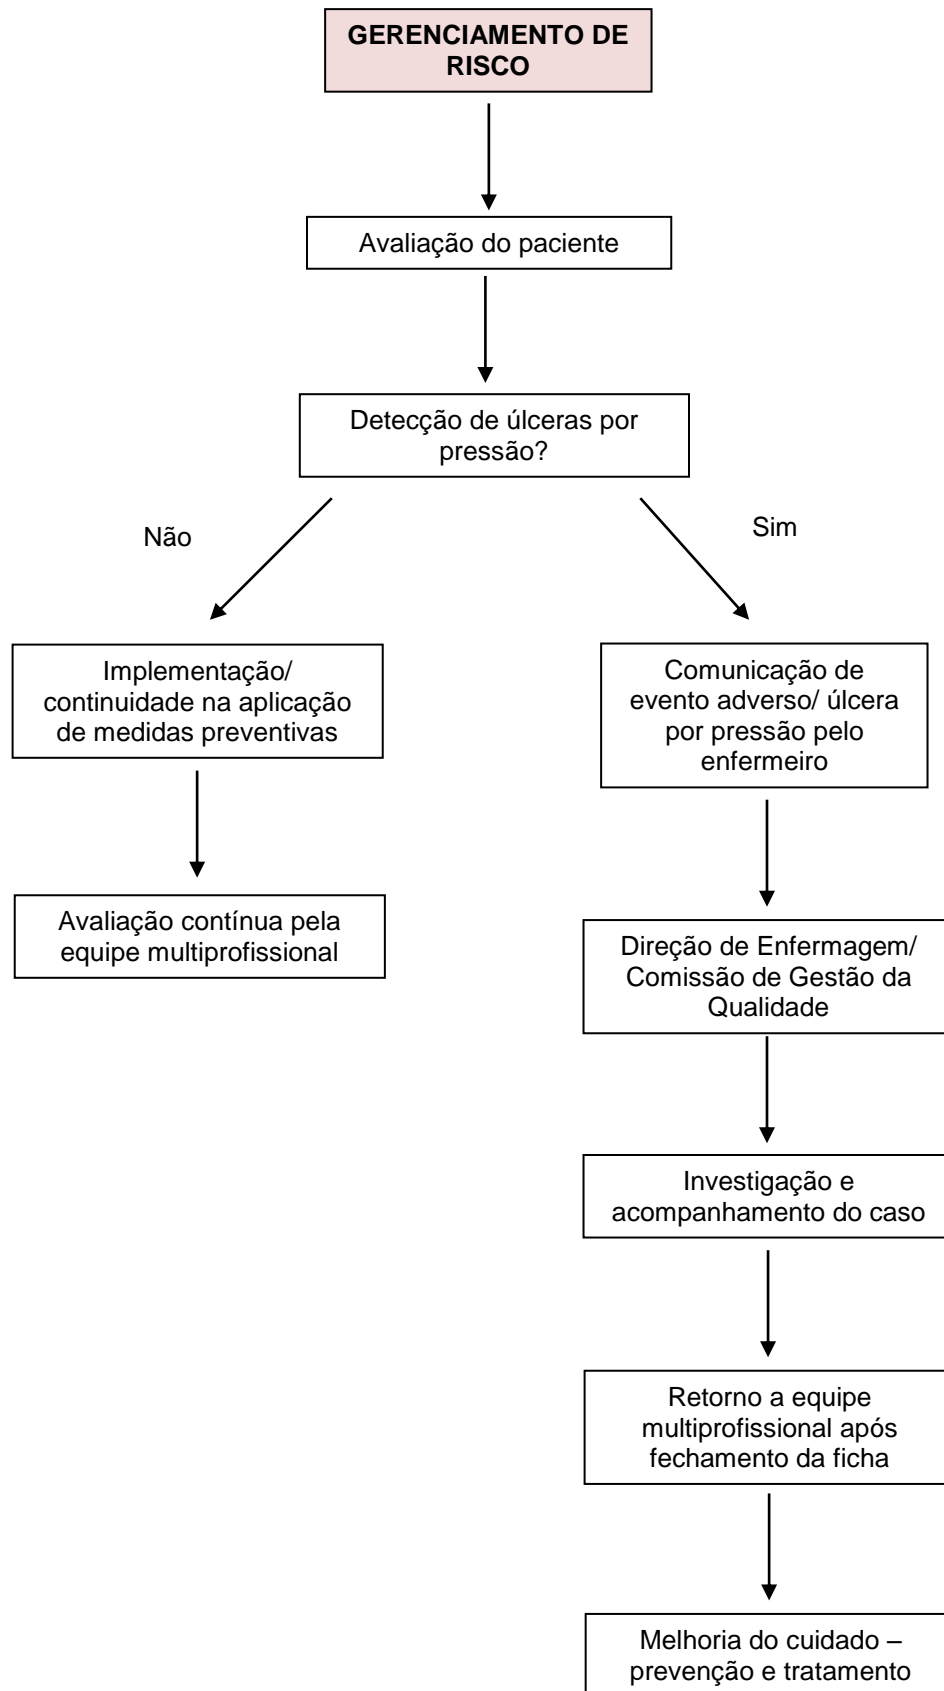 GERENCIAMENTO DE
RISCO
Avaliação do paciente
Detecção de úlceras por
pressão?
Não
Sim
Implementação/
continuidade na aplicação
de medidas preventivas
Comunicação de
evento adverso/ úlcera
por pressão pelo
enfermeiro
Avaliação contínua pela
equipe multiprofissional
Direção de Enfermagem/
Comissão de Gestão da
Qualidade
Investigação e
acompanhamento do caso
Retorno a equipe
multiprofissional após
fechamento da ficha
Melhoria do cuidado –
prevenção e tratamento